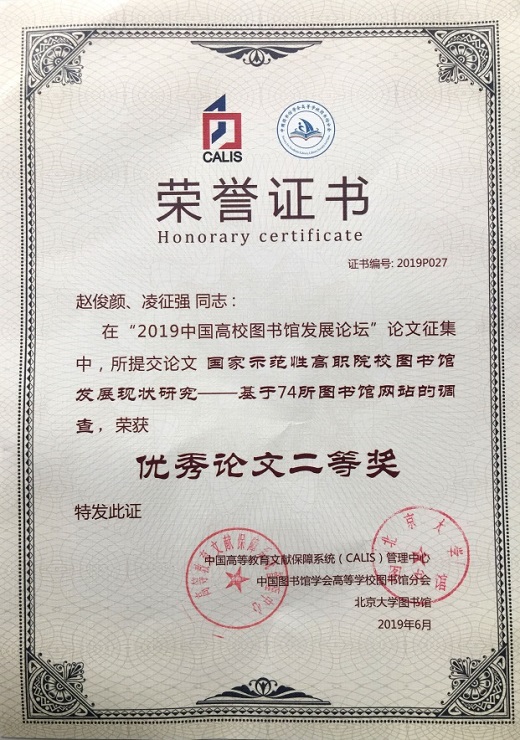 CALIS
荣誉证书
Honorary certificate
证书编号: 2019P027
赵俊颜、凌征强 同志：
在“2019中国高校图书馆发展论坛”论文征集
中，所提交论文 国家示范性高职院校图书馆
发展现状研究——基于74所图书馆网站的调
查，荣获
优秀论文二等奖
特发此证
中国高等教育文献保障系统（CALIS）管理中心
中国图书馆学会高等学校图书馆分会
北京大学图书馆
2019年6月